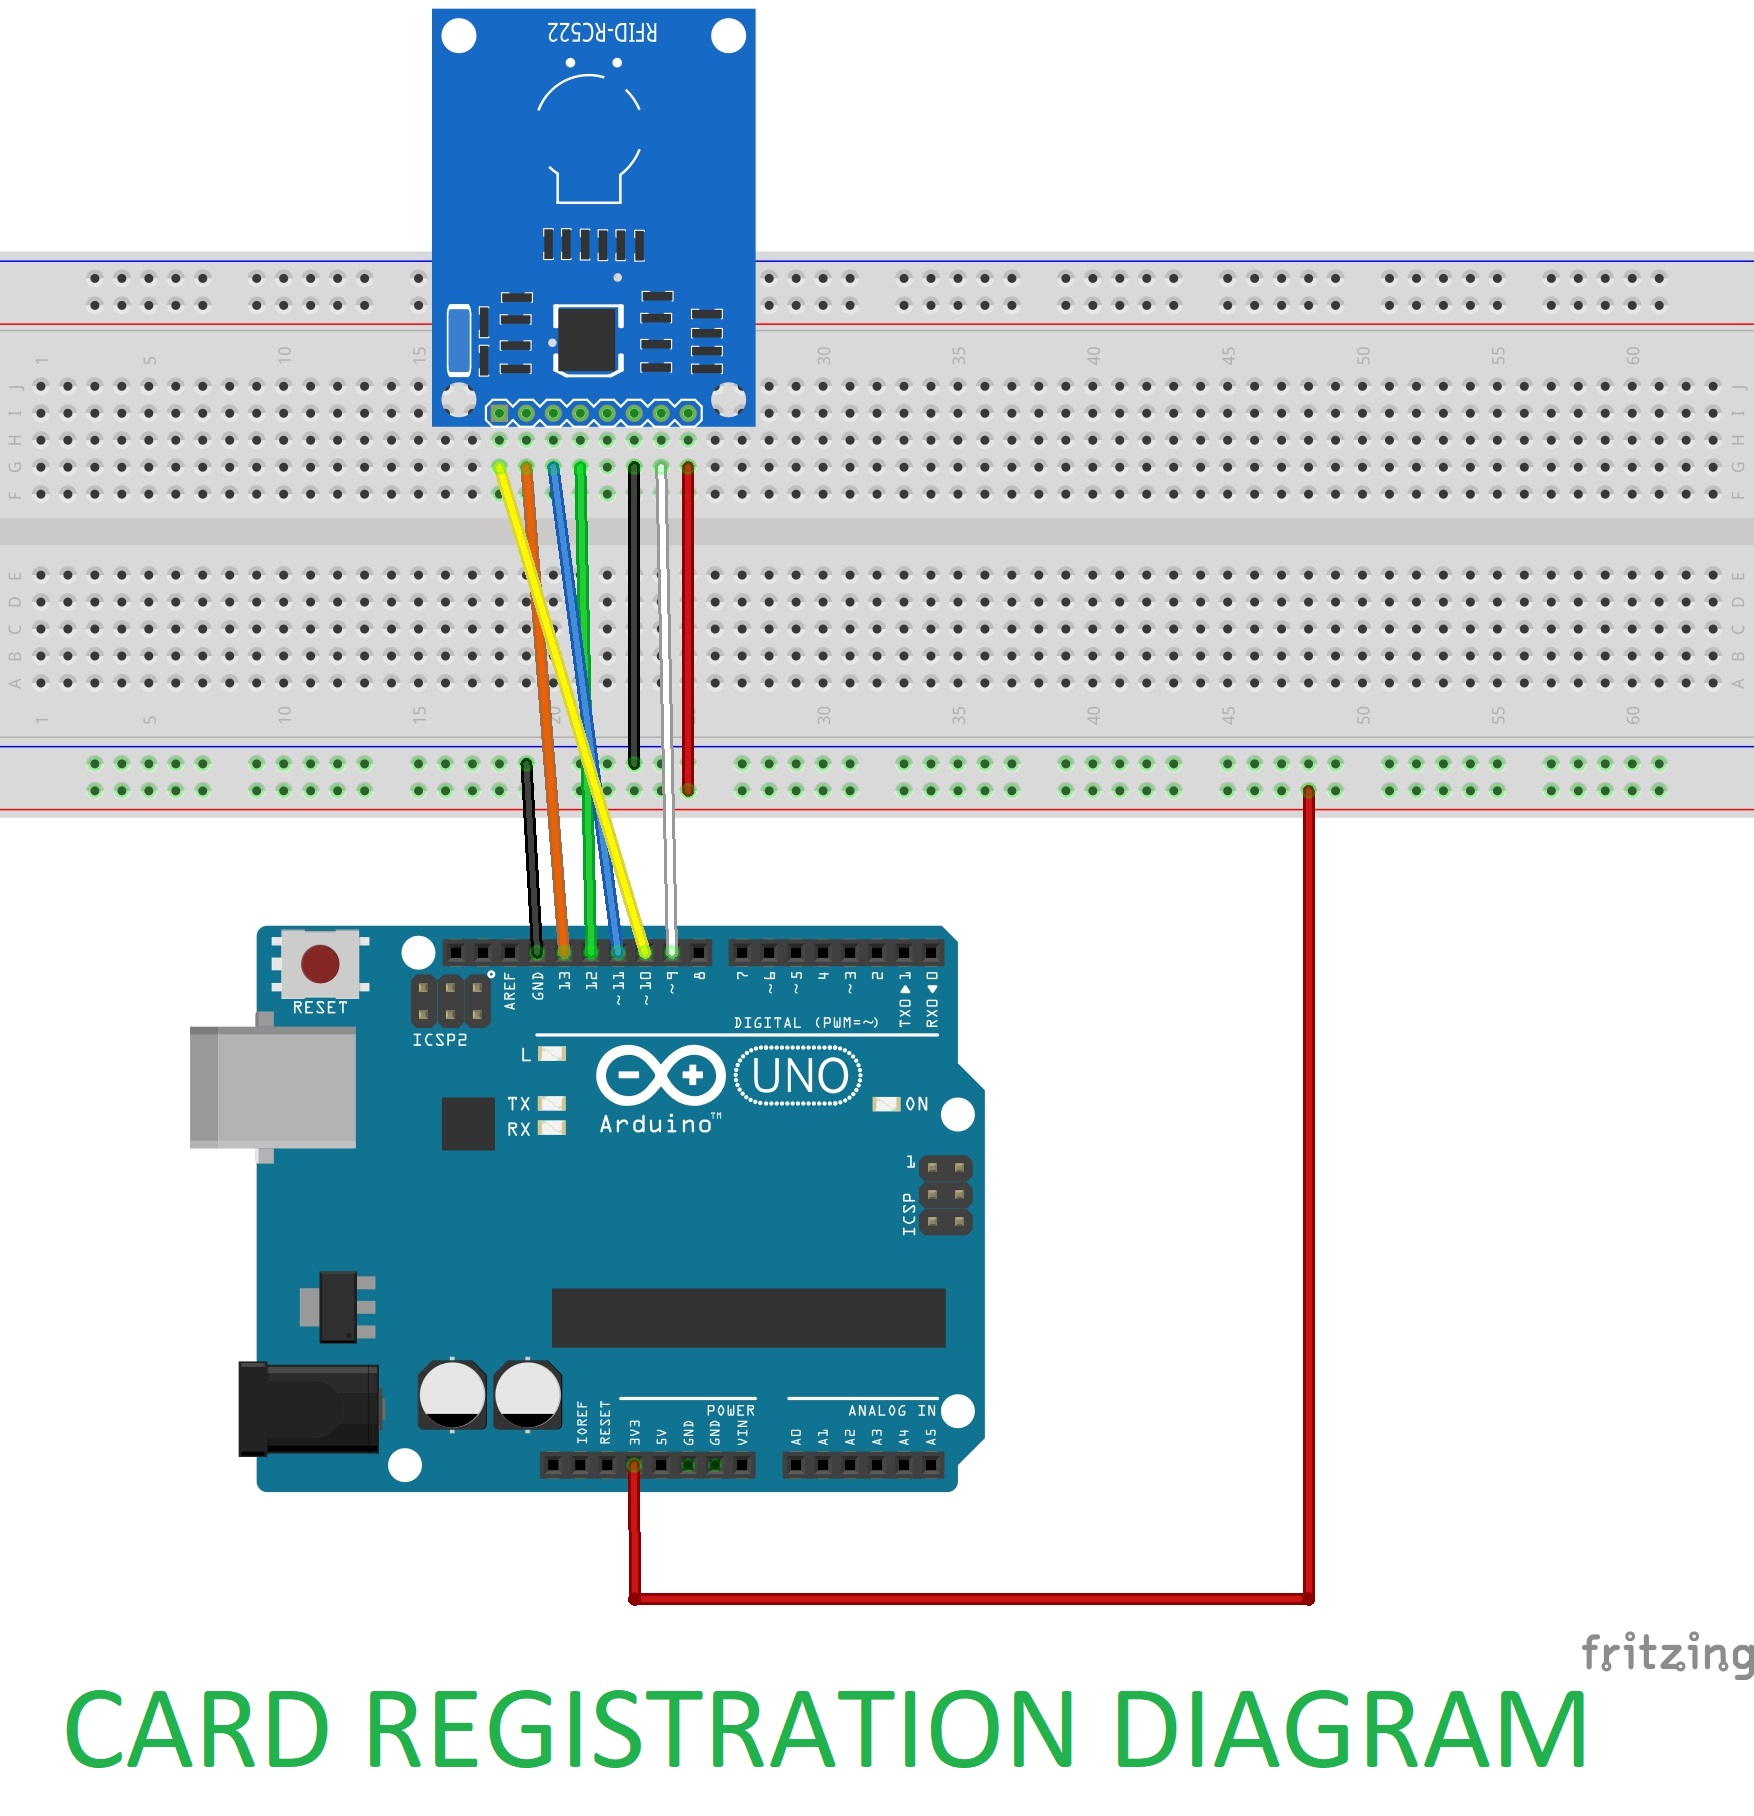 RFID-RC522
1 5 10 15 30 35 40 45 50 55 60
J J
I I
H H
G G
F F
E E
D D
C C
B B
A A
1 5 10 15 20 30 35 40 45 50 55 60
RESET
ICSP2
AREF
GND
13
12
~11
~10
~9
8
7
~6
~5
4
~3
2
TX0▶1
RX0◀0
DIGITAL (PWM=~)
L
TX
RX
UNO
Arduino™
ON
1
ICSP
POWER
ANALOG IN
IOREF
RESET
3V3
5V
GND
GND
VIN
A0
A1
A2
A3
A4
A5
fritzing
CARD REGISTRATION DIAGRAM